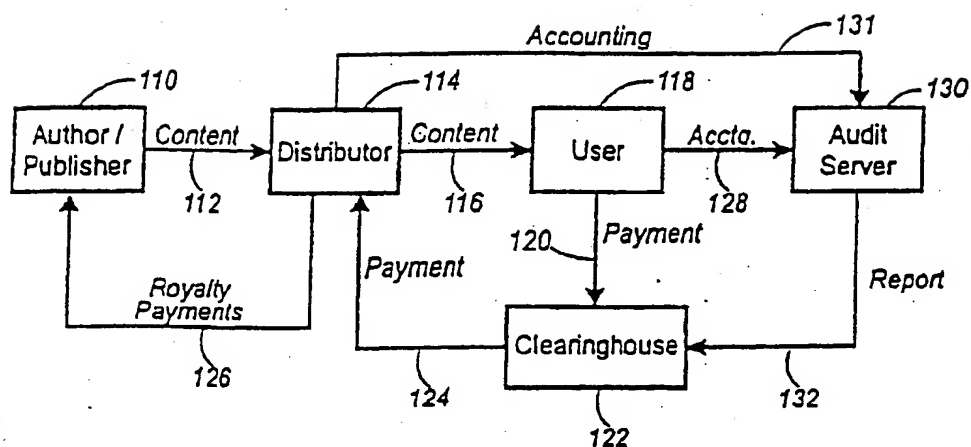 Accounting
131
110
114
118
130
Author /
Publisher
Content
112
Distributor
Content
116
User
Accta.
128
Audit
Server
120
Payment
Payment
Report
Royalty
Payments
126
124
Clearinghouse
132
122